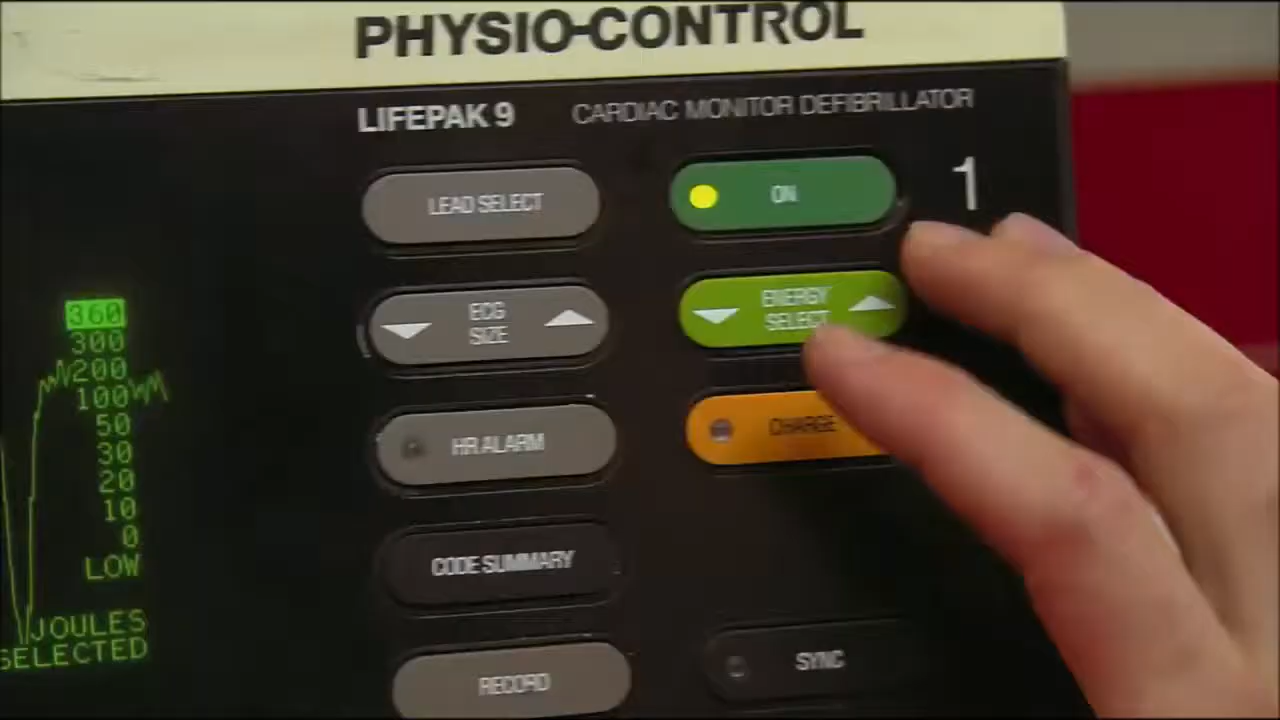 PHYSIO-CONTROL
LIFEPAK 9
CARDIAC MONITOR DEFIBRILLATOR
LEAD SELECT
ON
1
ECG
SIZE
ENERGY
SELECT
HR ALARM
CHARGE
CODE SUMMARY
RECORD
SYNC
360
300
200
100
50
30
20
10
0
LOW
JOULES
SELECTED